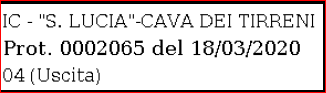 IC - "S. LUCIA"-CAVA DEI TIRRENI
Prot. 0002065 del 18/03/2020
04 (Uscita)